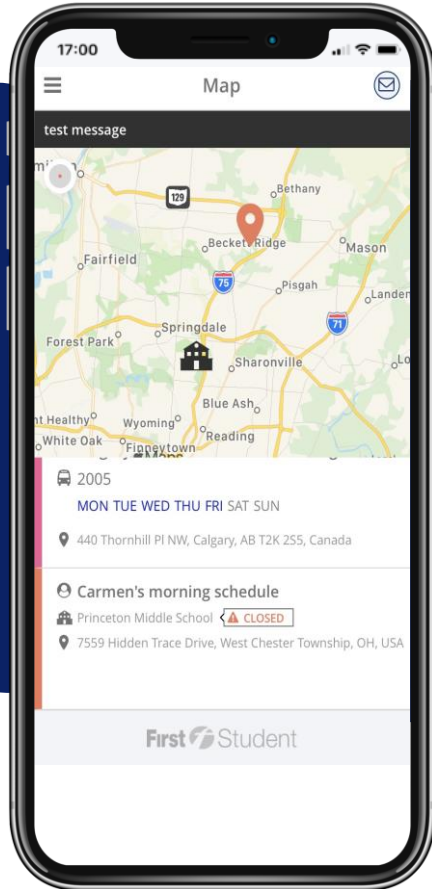 17:00
Map
test message
129
Bethany
Beckett Ridge
Mason
Fairfield
75
Pisgah
71
Landen
Springdale
Forest Park
Sharonville
Blue Ash
Wyoming
Reading
White Oak
Finneytown
Maps
2005
MON TUE WED THU FRI SAT SUN
440 Thornhill Pl NW, Calgary, AB T2K 2S5, Canada
Carmen's morning schedule
Princeton Middle School CLOSED
7559 Hidden Trace Drive, West Chester Township, OH, USA
First Student